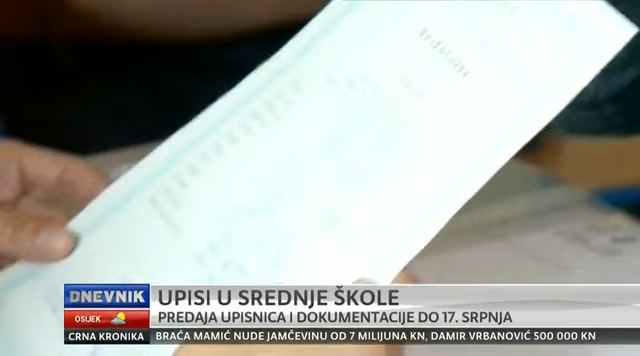 DNEVNIK
UPISI U SREDNJE ŠKOLE
OSIJEK
PREDAJA UPISNICA I DOKUMENTACIJE DO 17. SRPNJA
CRNA KRONIKA
BRAĆA MAMIĆ NUDE JAMČEVINU OD 7 MILIJUNA KN, DAMIR VRBANOVIĆ 500 000 KN